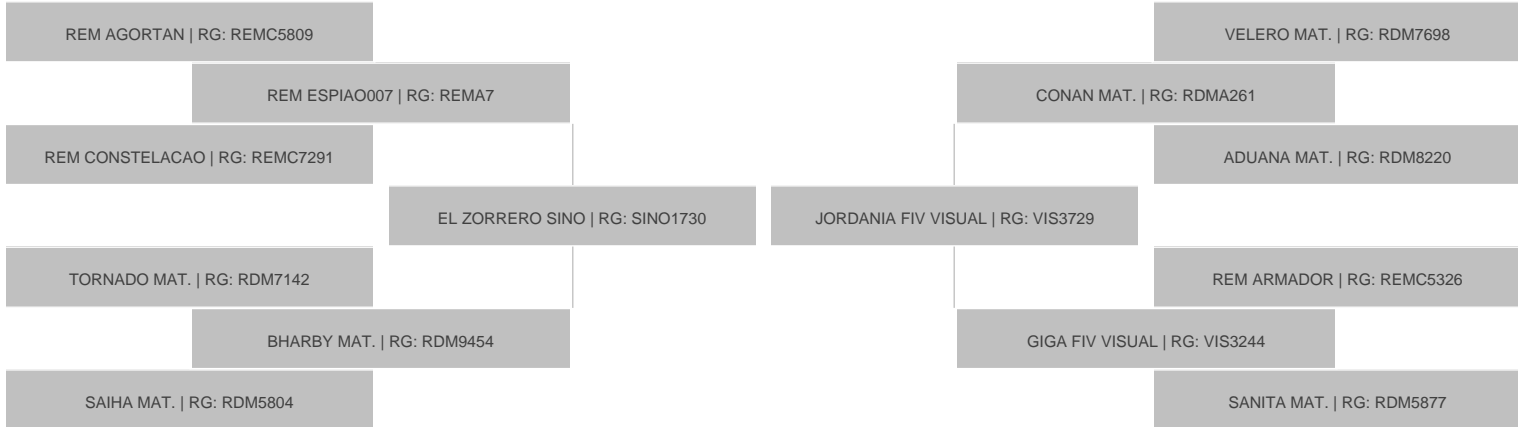 REM AGORTAN | RG: REMC5809
VELERO MAT. | RG: RDM7698
REM ESPIAO007 | RG: REMA7
CONAN MAT. | RG: RDMA261
REM CONSTELACAO | RG: REMC7291
ADUANA MAT. | RG: RDM8220
EL ZORRERO SINO | RG: SINO1730
JORDANIA FIV VISUAL | RG: VIS3729
TORNADO MAT. | RG: RDM7142
REM ARMADOR | RG: REMC5326
BHARBY MAT. | RG: RDM9454
GIGA FIV VISUAL | RG: VIS3244
SAIHA MAT. | RG: RDM5804
SANITA MAT. | RG: RDM5877